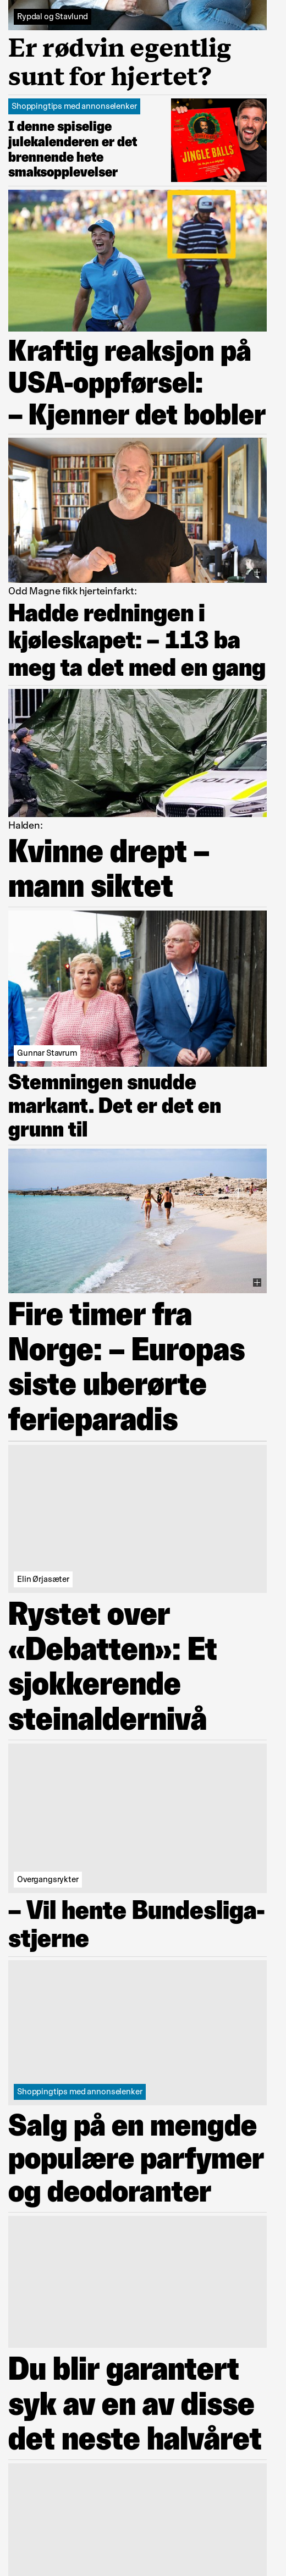 Rypdal og Stavlund
Er rødvin egentlig
sunt for hjertet?
Shoppingtips med annonselenker
I denne spiselige
julekalenderen er det
brennende hete
smaksopplevelser
JINGLE BALLS
Kraftig reaksjon på
USA-oppførsel:
– Kjenner det bobler
Odd Magne fikk hjerteinfarkt:
Hadde redningen i
kjøleskapet: – 113 ba
meg ta det med en gang
POLITI
Halden:
Kvinne drept –
mann siktet
Gunnar Stavrum
Stemningen snudde
markant. Det er det en
grunn til
Fire timer fra
Norge: – Europas
siste uberørte
ferieparadis
Elin Ørjasæter
Rystet over
«Debatten»: Et
sjokkerende
steinaldernivå
Overgangsrykter
– Vil hente Bundesliga-
stjerne
Shoppingtips med annonselenker
Salg på en mengde
populære parfymer
og deodoranter
Du blir garantert
syk av en av disse
det neste halvåret